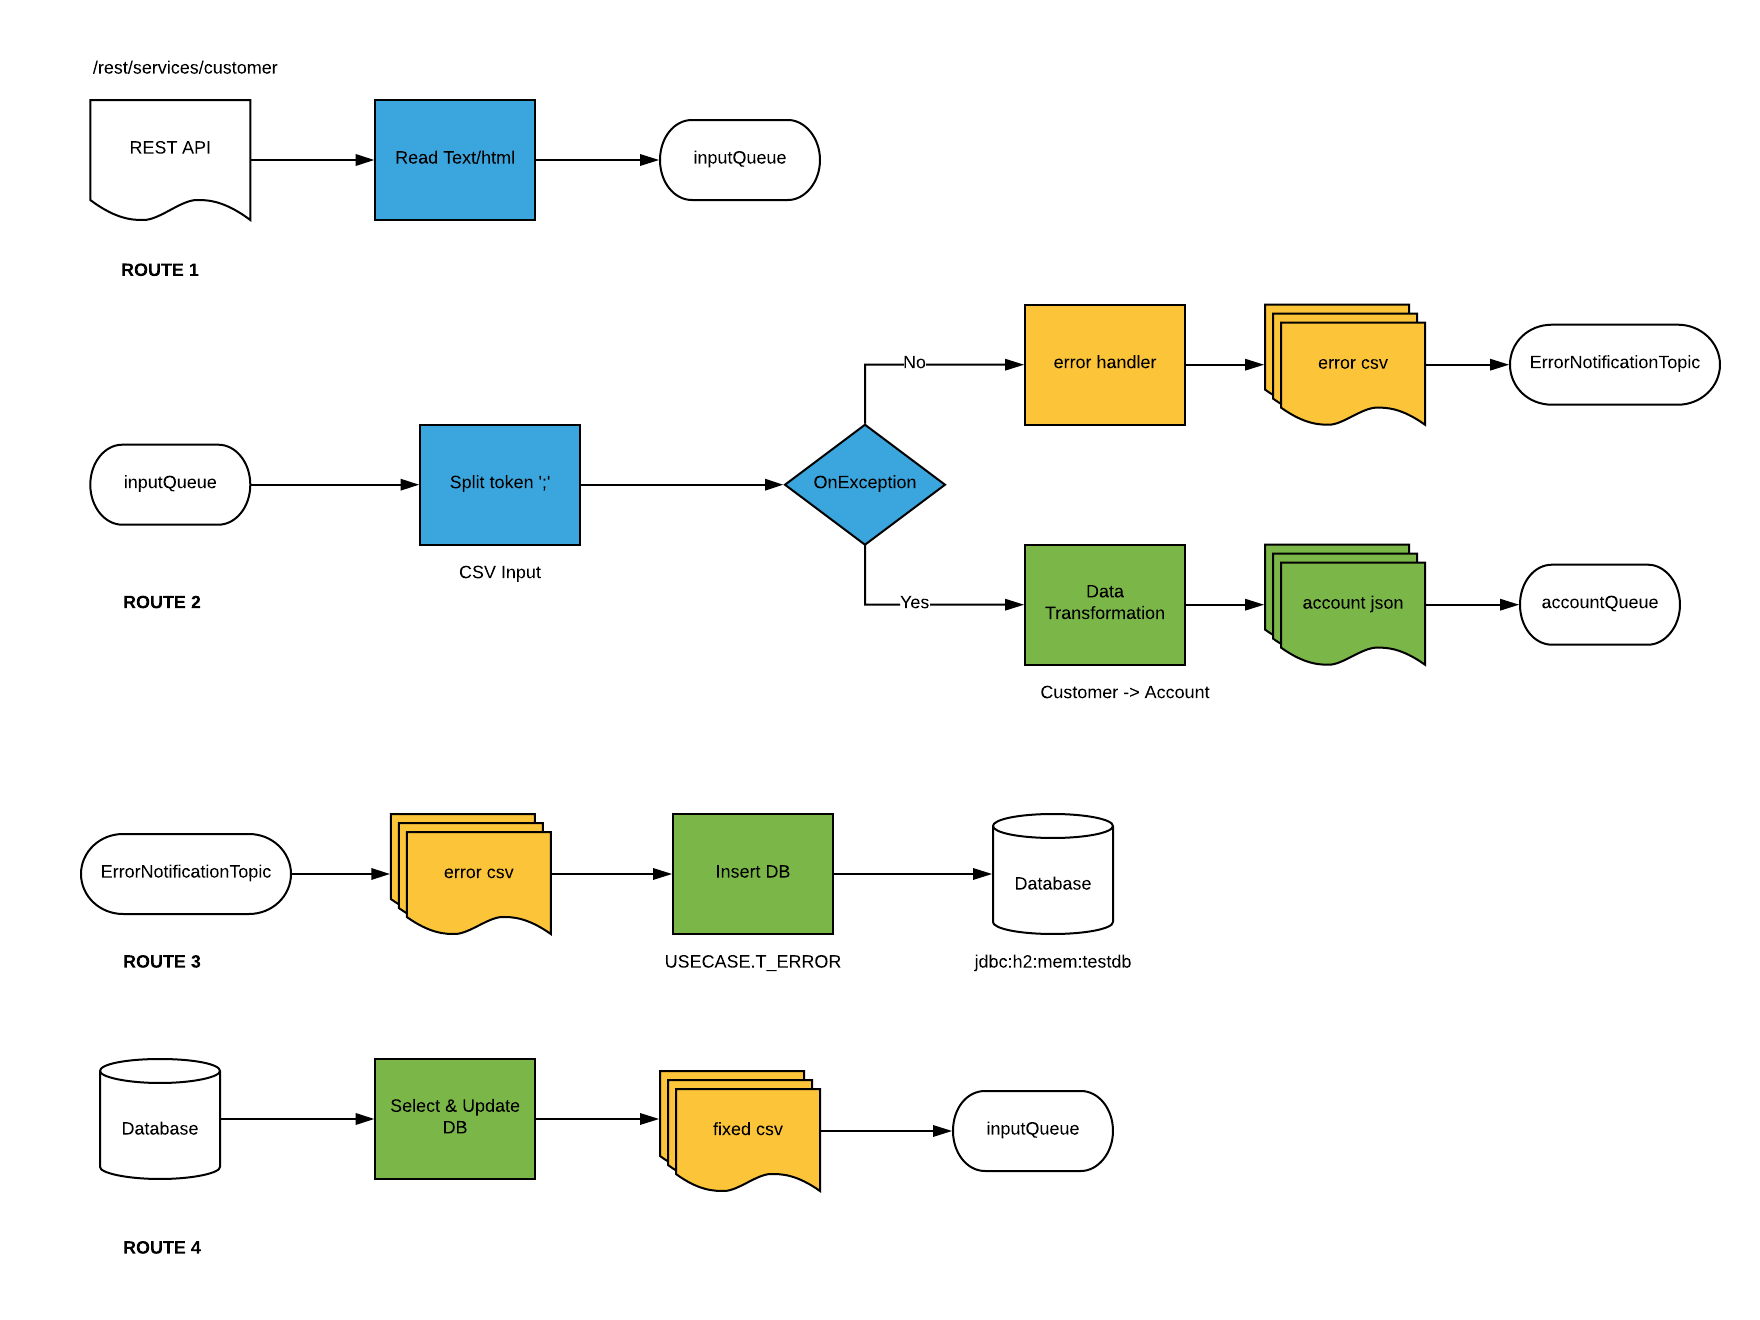 /rest/services/customer
REST API
Read Text/html
inputQueue
ROUTE 1
No
error handler
error csv
ErrorNotificationTopic
inputQueue
Split token ';'
OnException
CSV Input
ROUTE 2
Yes
Data
Transformation
account json
accountQueue
Customer -> Account
ErrorNotificationTopic
error csv
Insert DB
Database
ROUTE 3
USECASE.T_ERROR
jdbc:h2:mem:testdb
Database
Select & Update
DB
fixed csv
inputQueue
ROUTE 4